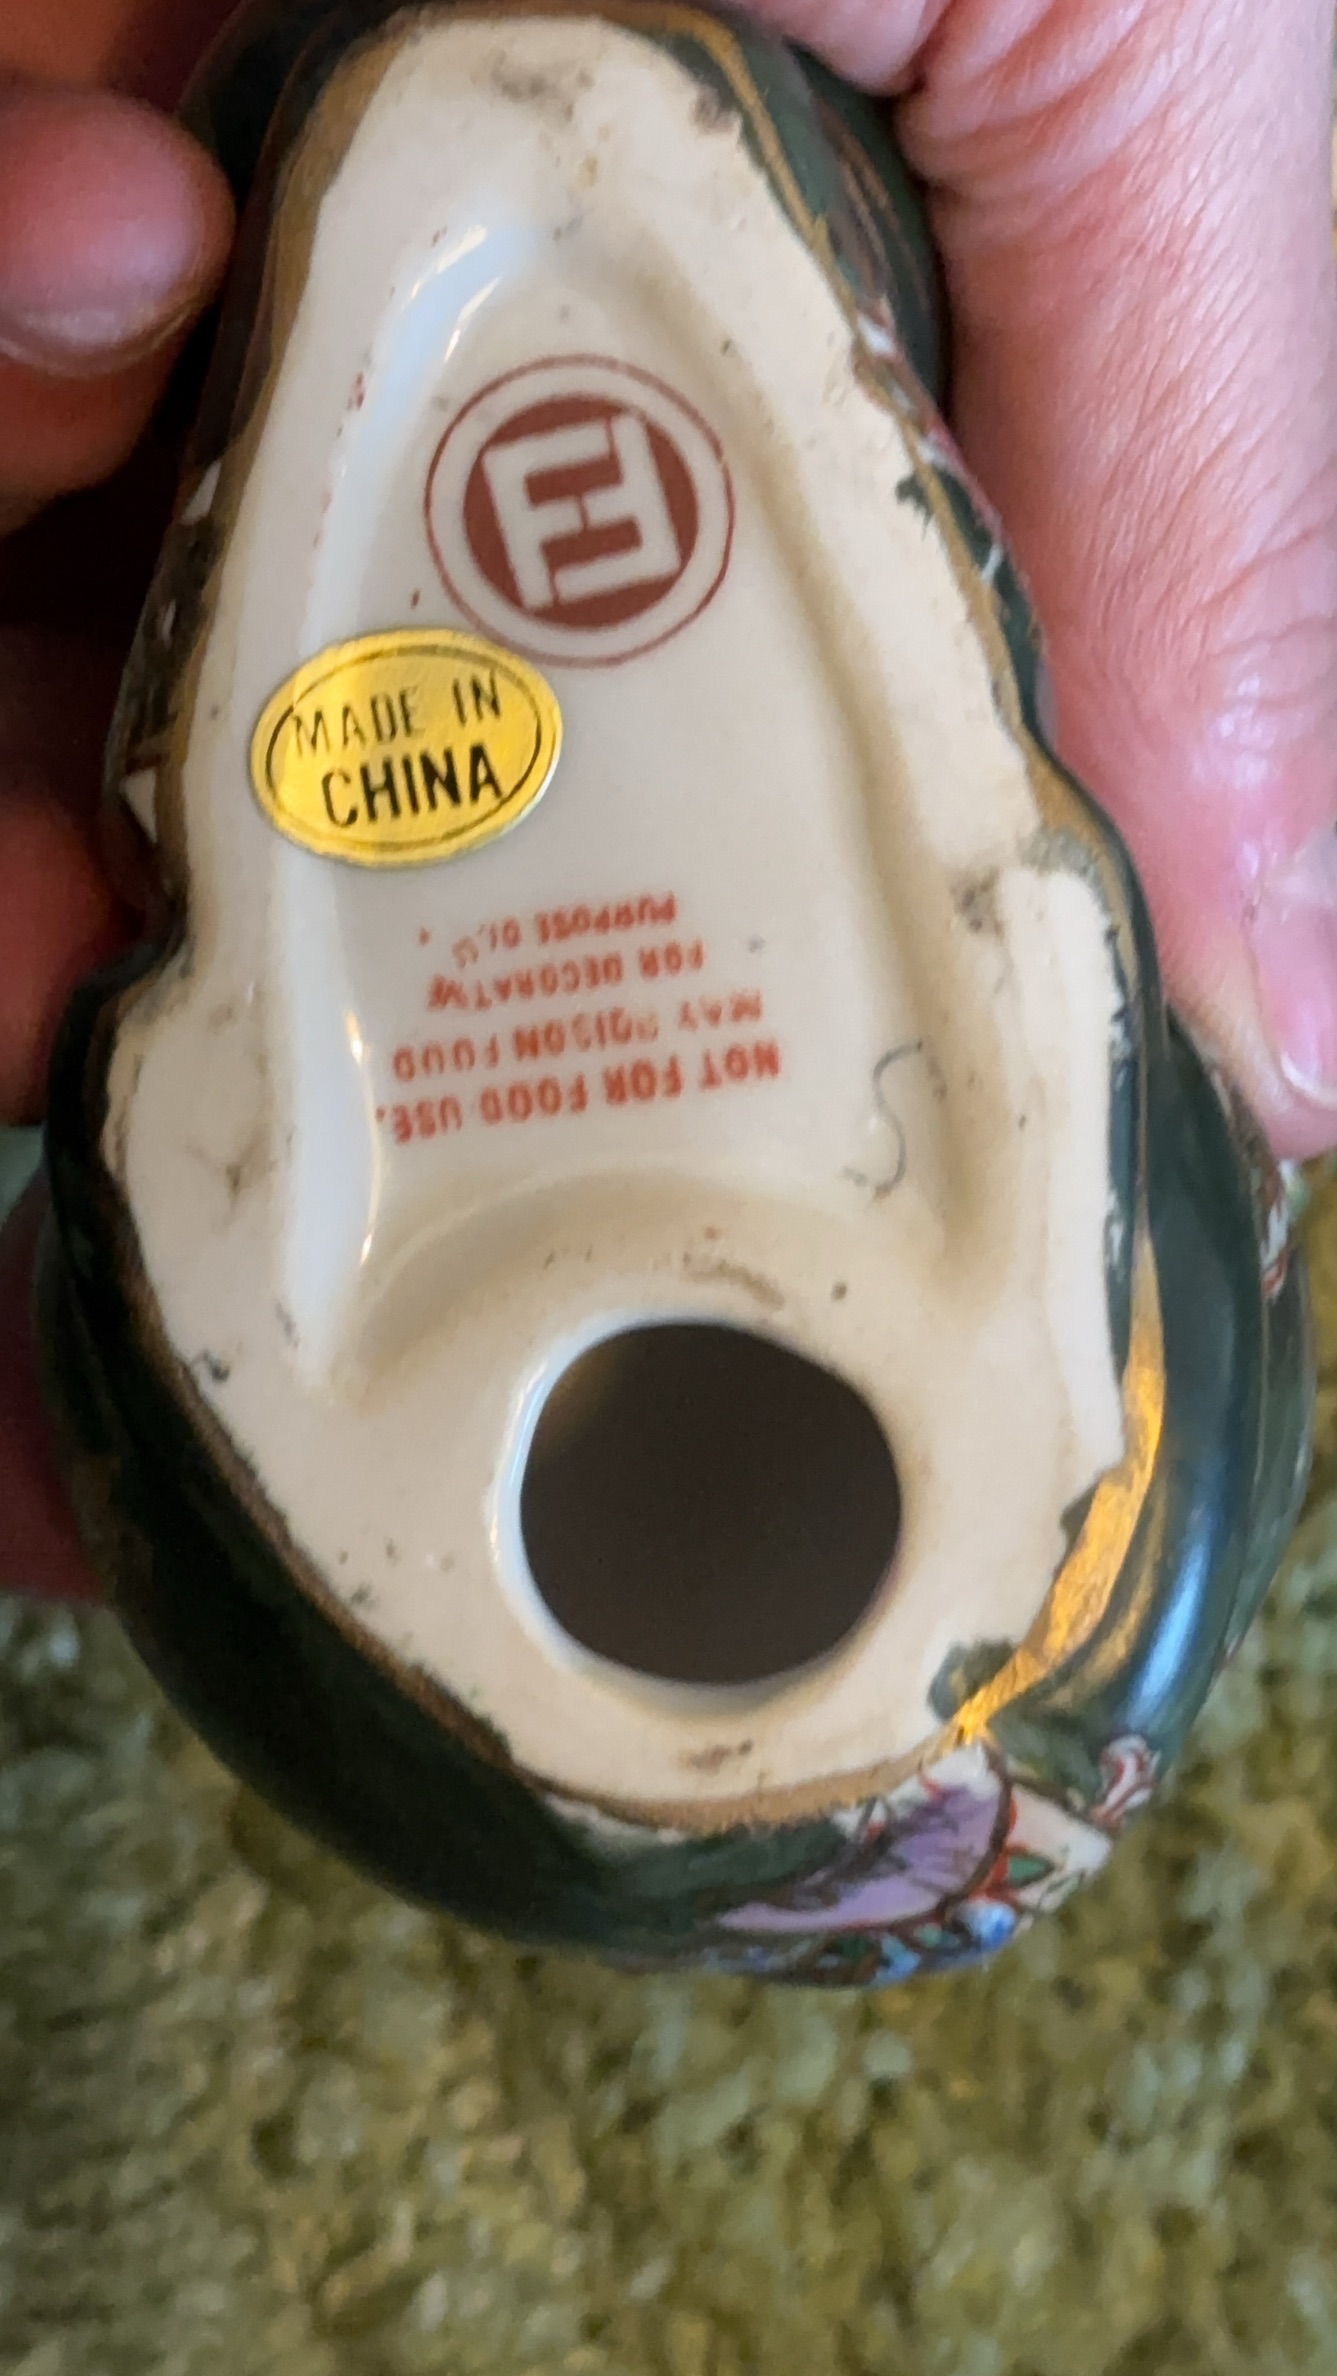 MADE IN
CHINA
NOT FOR FOOD USE.
MAY POISON FOOD
FOR DECORATIVE
PURPOSE